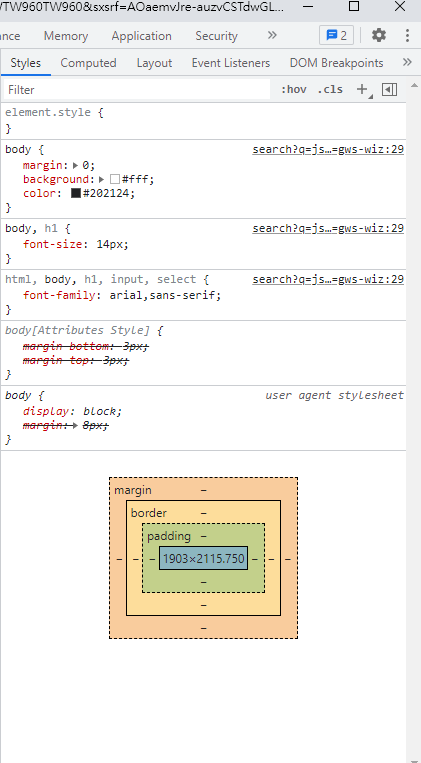 /TW960TW960&sxsrf=AOaemvJre-auzvCSTdwGL...
nce Memory Application Security » 2
Styles Computed Layout Event Listeners DOM Breakpoints »
Filter :hov .cls +
element.style {
}
body { search?q=js…=gws-wiz:29
margin: 0;
background: #fff;
color: #202124;
}
body, h1 { search?q=js…=gws-wiz:29
font-size: 14px;
}
html, body, h1, input, select { search?q=js…=gws-wiz:29
font-family: arial,sans-serif;
}
body[Attributes Style] {
margin-bottom: 3px;
margin-top: 3px;
}
body { user agent stylesheet
display: block;
margin: 8px;
}
margin –
border –
padding –
– – – 1903×2115.750 – – –
–
–
–